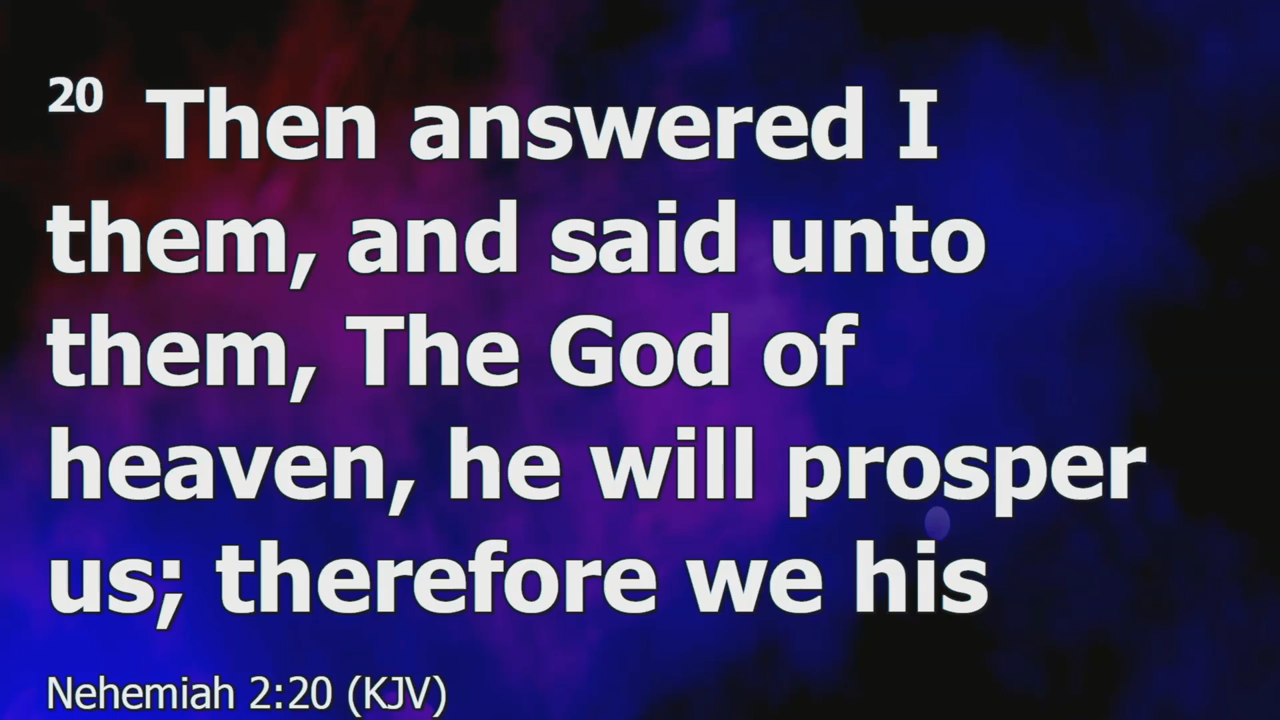 20 Then answered I
them, and said unto
them, The God of
heaven, he will prosper
us; therefore we his
Nehemiah 2:20 (KJV)